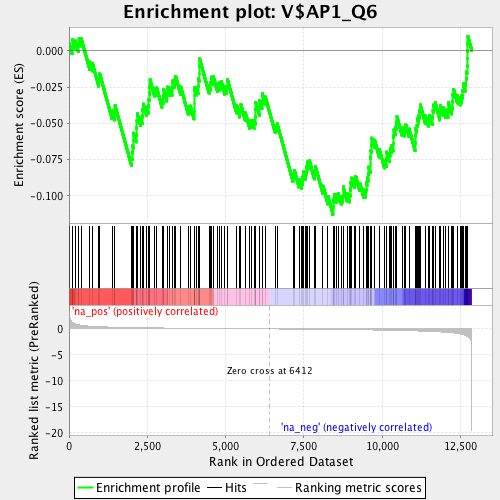 Enrichment plot: V$AP1_Q6
Enrichment score (ES)
0.000
-0.025
-0.050
-0.075
-0.100
'na_pos' (positively correlated)
Ranked list metric (PreRanked)
0
-5
-10
-15
-20
Zero cross at 6412
'na_neg' (negatively correlated)
0
2,500
5,000
7,500
10,000
12,500
Rank in Ordered Dataset
Enrichment profile
Hits
Ranking metric scores